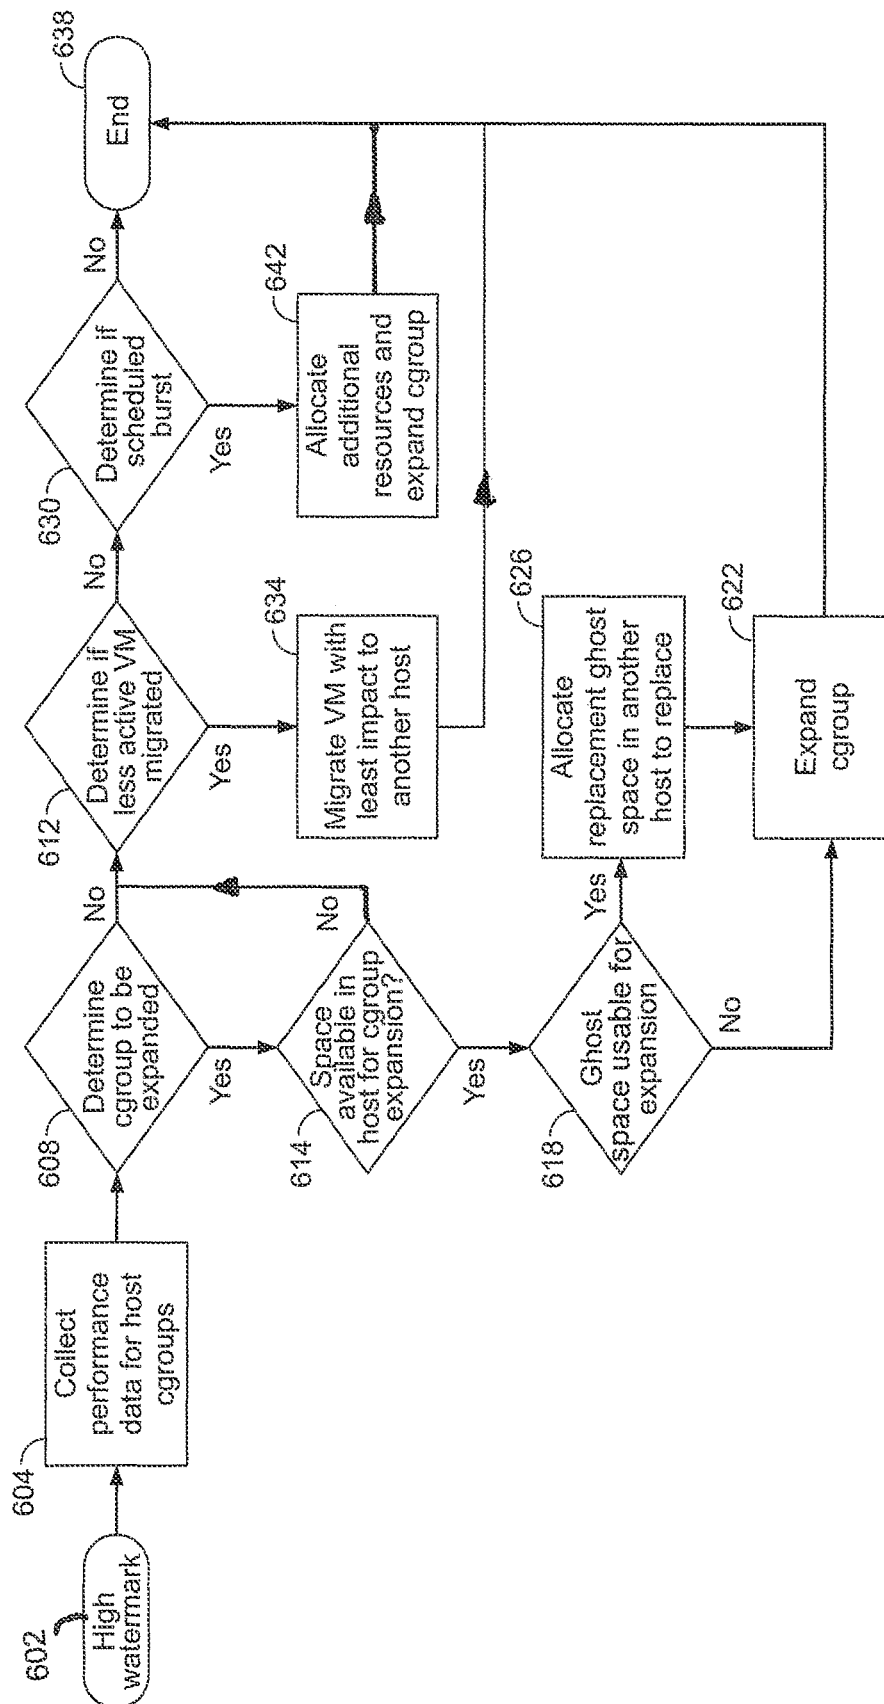 602
High
watermark
604
Collect
performance
data for host
cgroups
608
Determine
cgroup to be
expanded
No
Yes
614
Space
available in
host for cgroup
expansion?
No
Yes
618
Ghost
space usable for
expansion
Yes
No
626
Allocate
replacement ghost
space in another
host to replace
622
Expand
cgroup
612
Determine if
less active VM
migrated
No
Yes
634
Migrate VM with
least impact to
another host
630
Determine if
scheduled
burst
No
Yes
642
Allocate
additional
resources and
expand cgroup
638
End